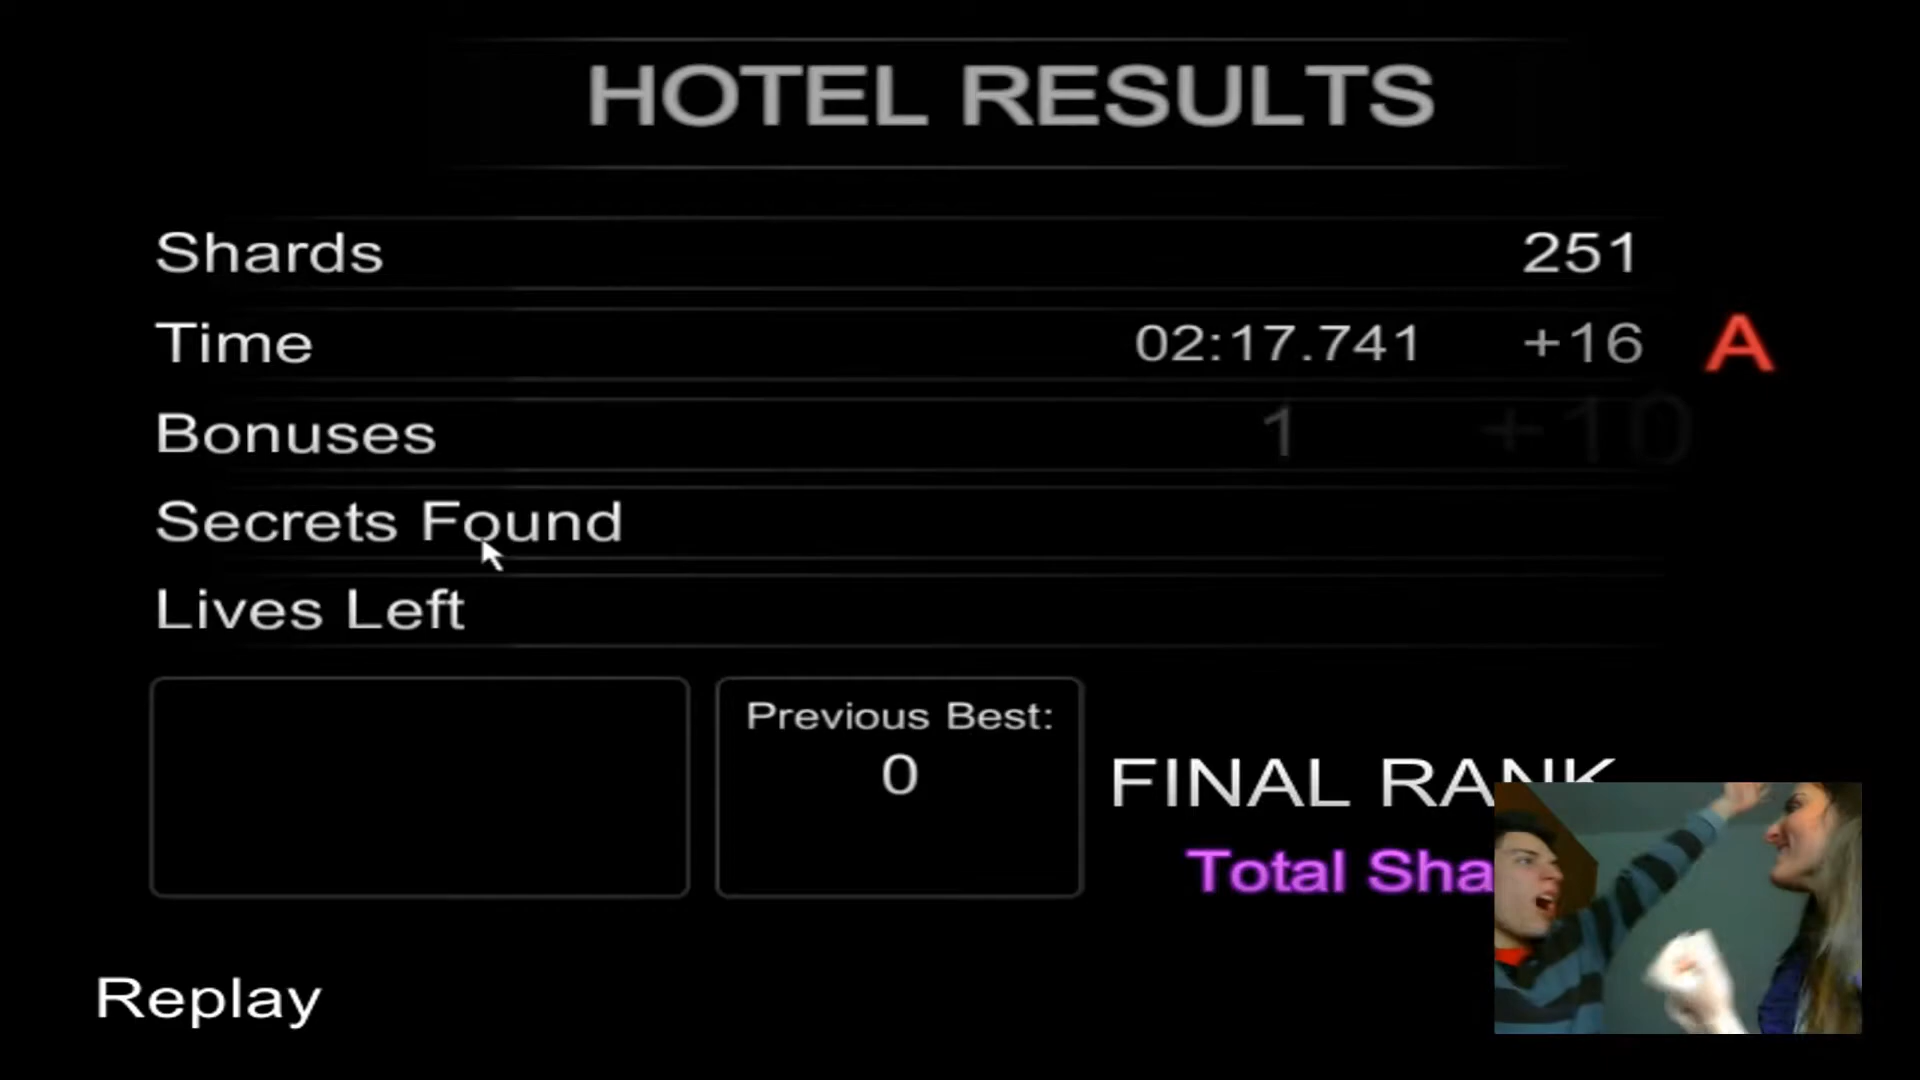 HOTEL RESULTS
Shards 251
Time 02:17.741 +16 A
Bonuses 1 +10
Secrets Found
Lives Left
Previous Best:
0
FINAL RANK
Total Sha
Replay